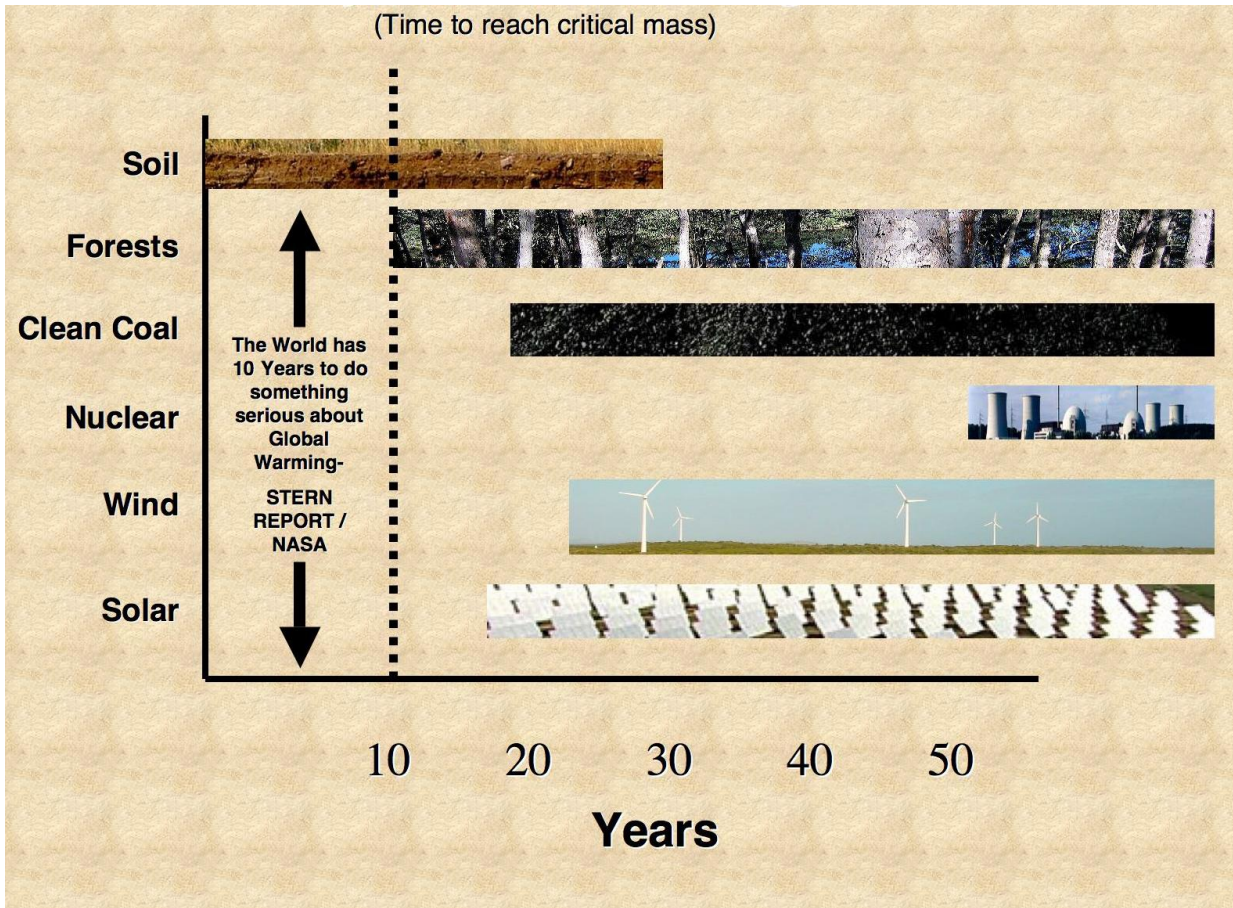 (Time to reach critical mass)
Soil
Forests
Clean Coal
The World has
10 Years to do
something
serious about
Global
Warming-
STERN
REPORT /
NASA
Nuclear
Wind
Solar
10 20 30 40 50
Years